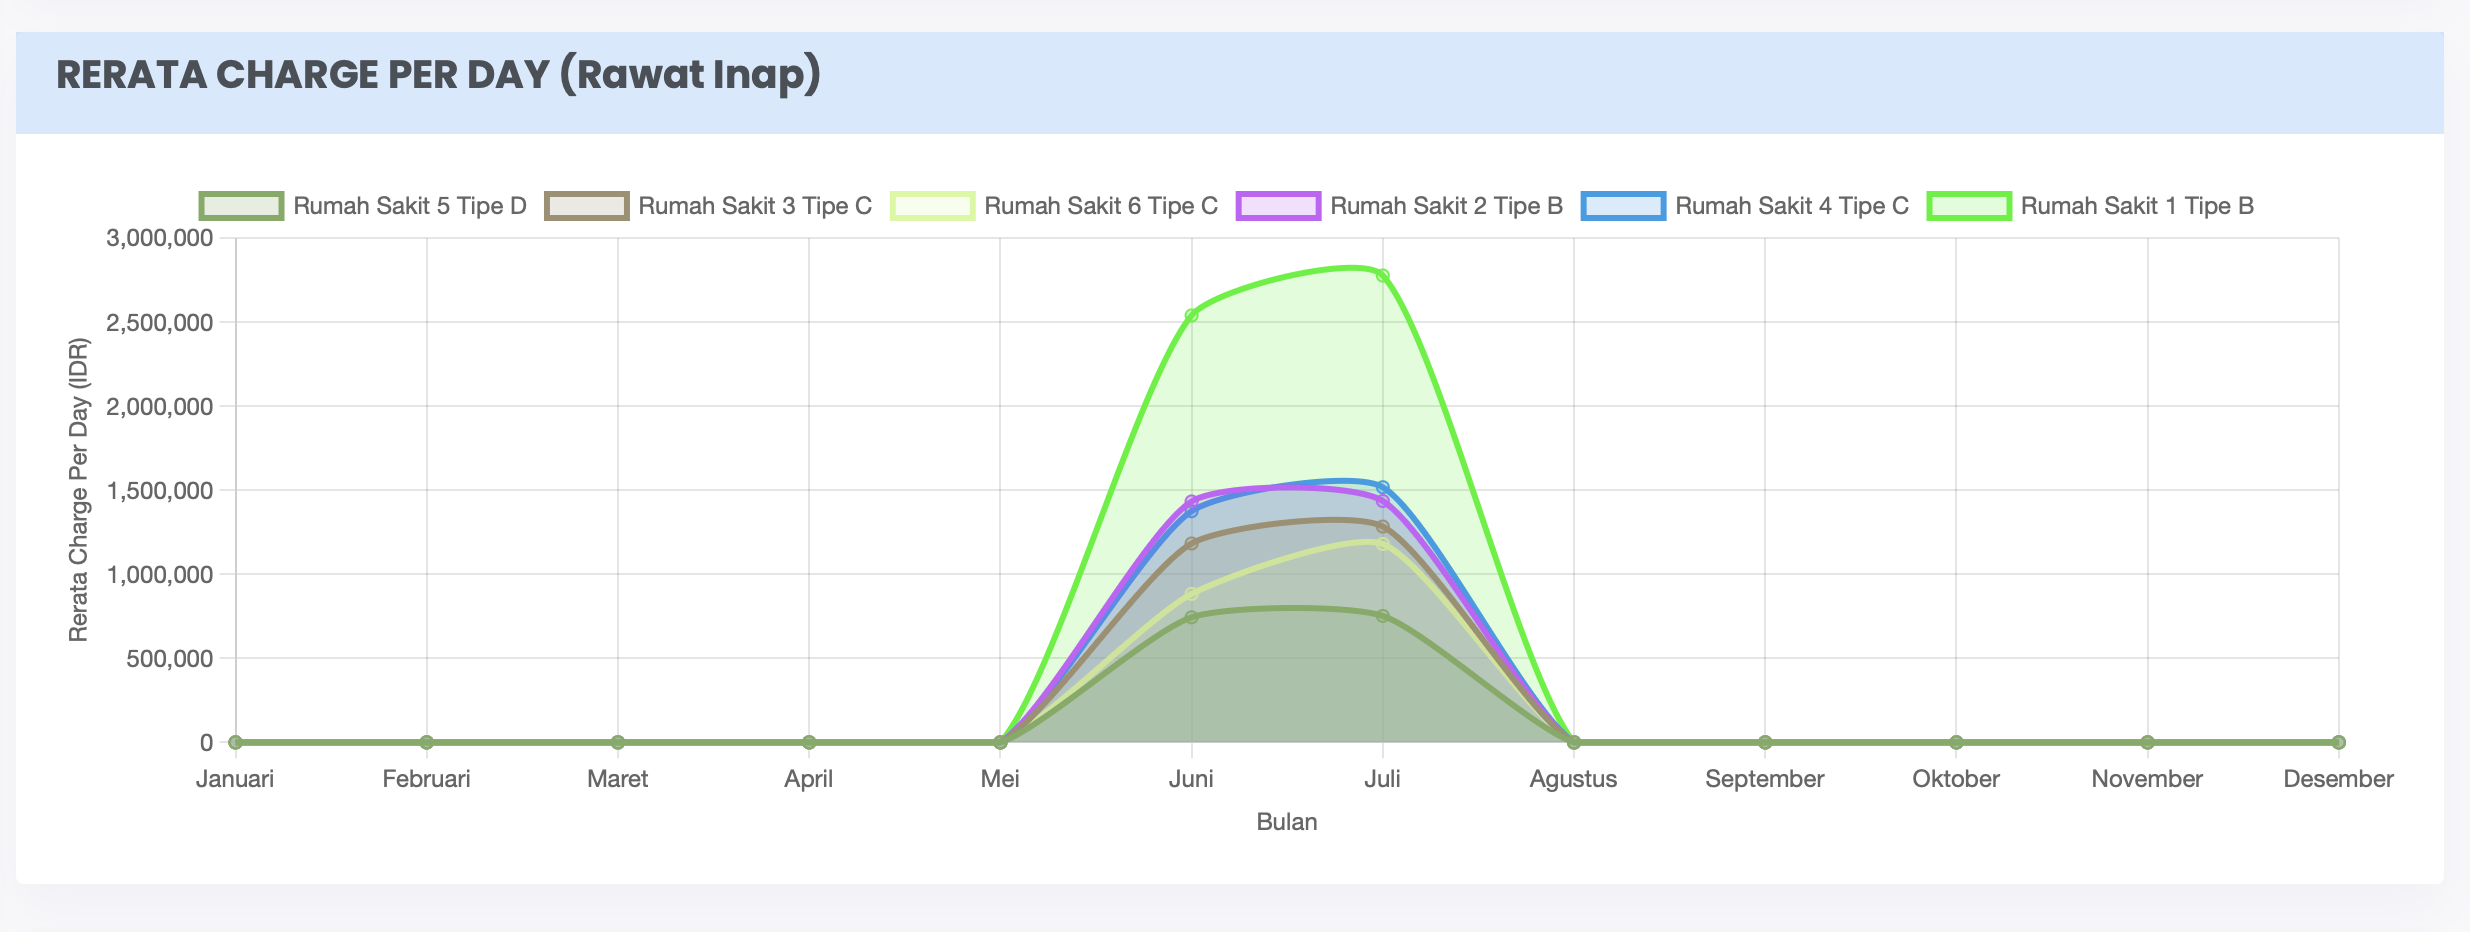 RERATA CHARGE PER DAY (Rawat Inap)
Rumah Sakit 5 Tipe D Rumah Sakit 3 Tipe C Rumah Sakit 6 Tipe C Rumah Sakit 2 Tipe B Rumah Sakit 4 Tipe C Rumah Sakit 1 Tipe B
Rerata Charge Per Day (IDR)
3,000,000
2,500,000
2,000,000
1,500,000
1,000,000
500,000
0
Januari Februari Maret April Mei Juni Juli Agustus September Oktober November Desember
Bulan